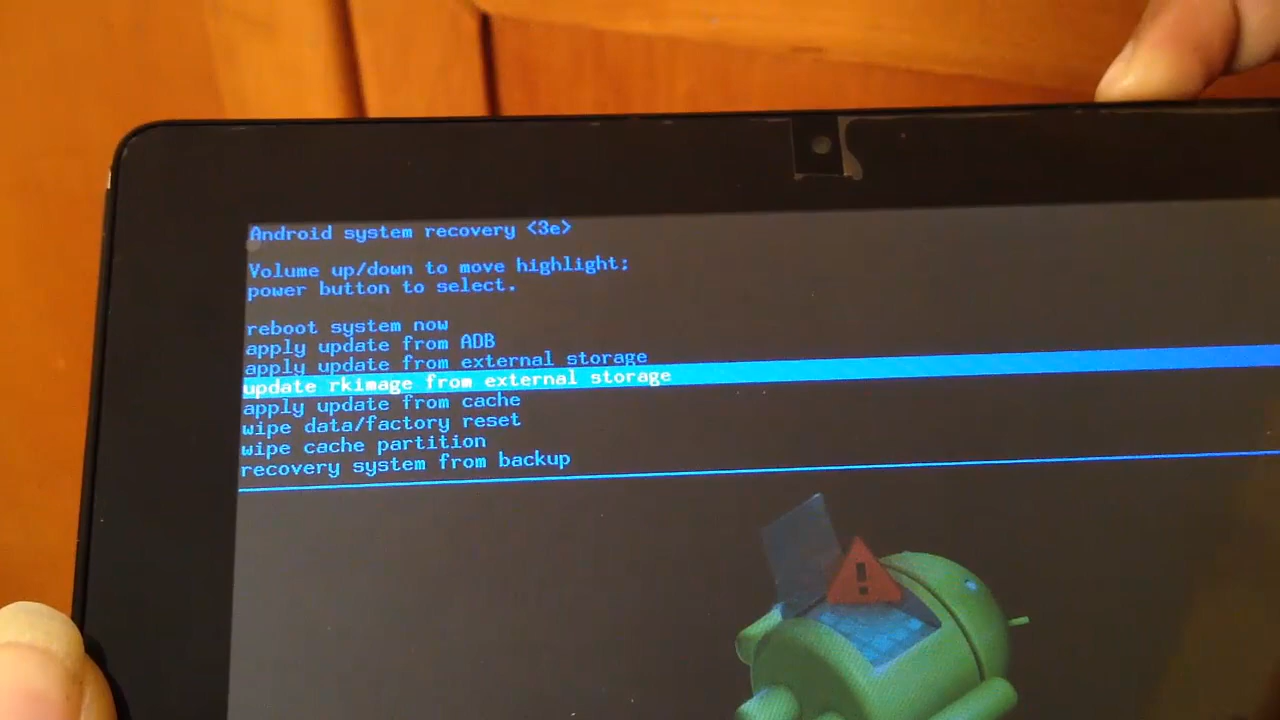 Android system recovery <3e>
Volume up/down to move highlight;
power button to select.
reboot system now
apply update from ADB
apply update from external storage
update rkimage from external storage
apply update from cache
wipe data/factory reset
wipe cache partition
recovery system from backup